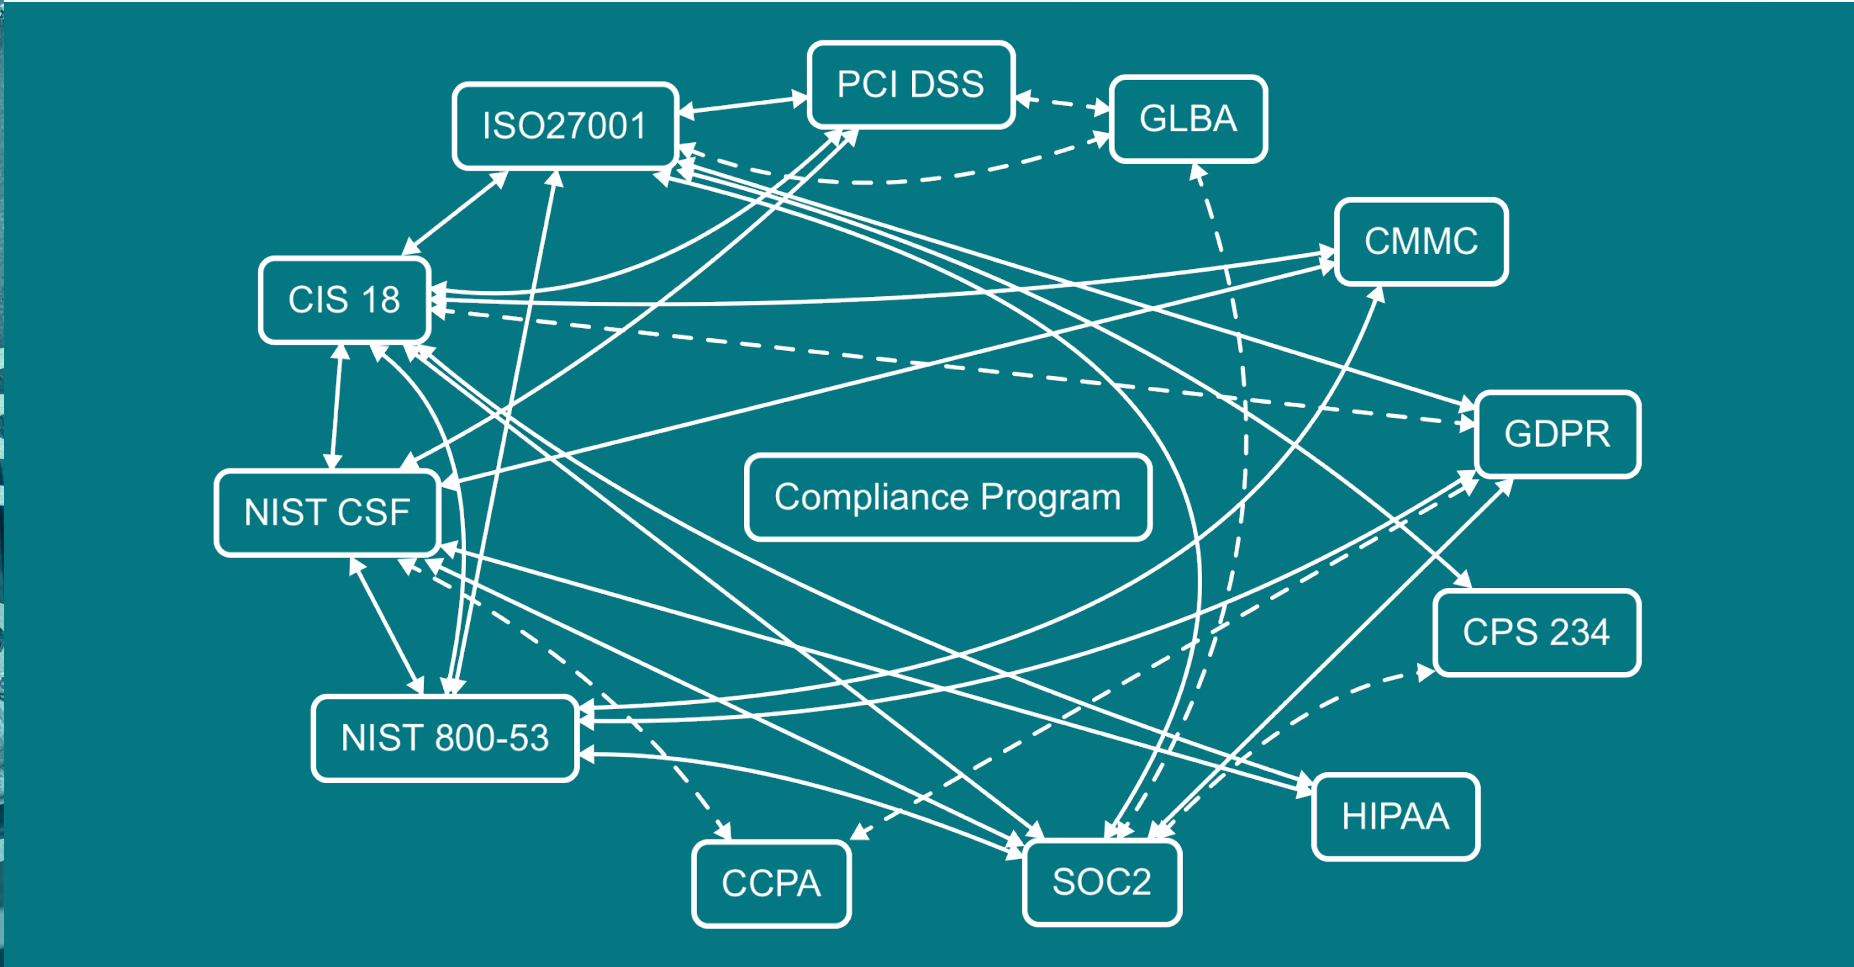 PCI DSS
ISO27001
GLBA
CMMC
CIS 18
GDPR
Compliance Program
NIST CSF
CPS 234
NIST 800-53
HIPAA
CCPA
SOC2